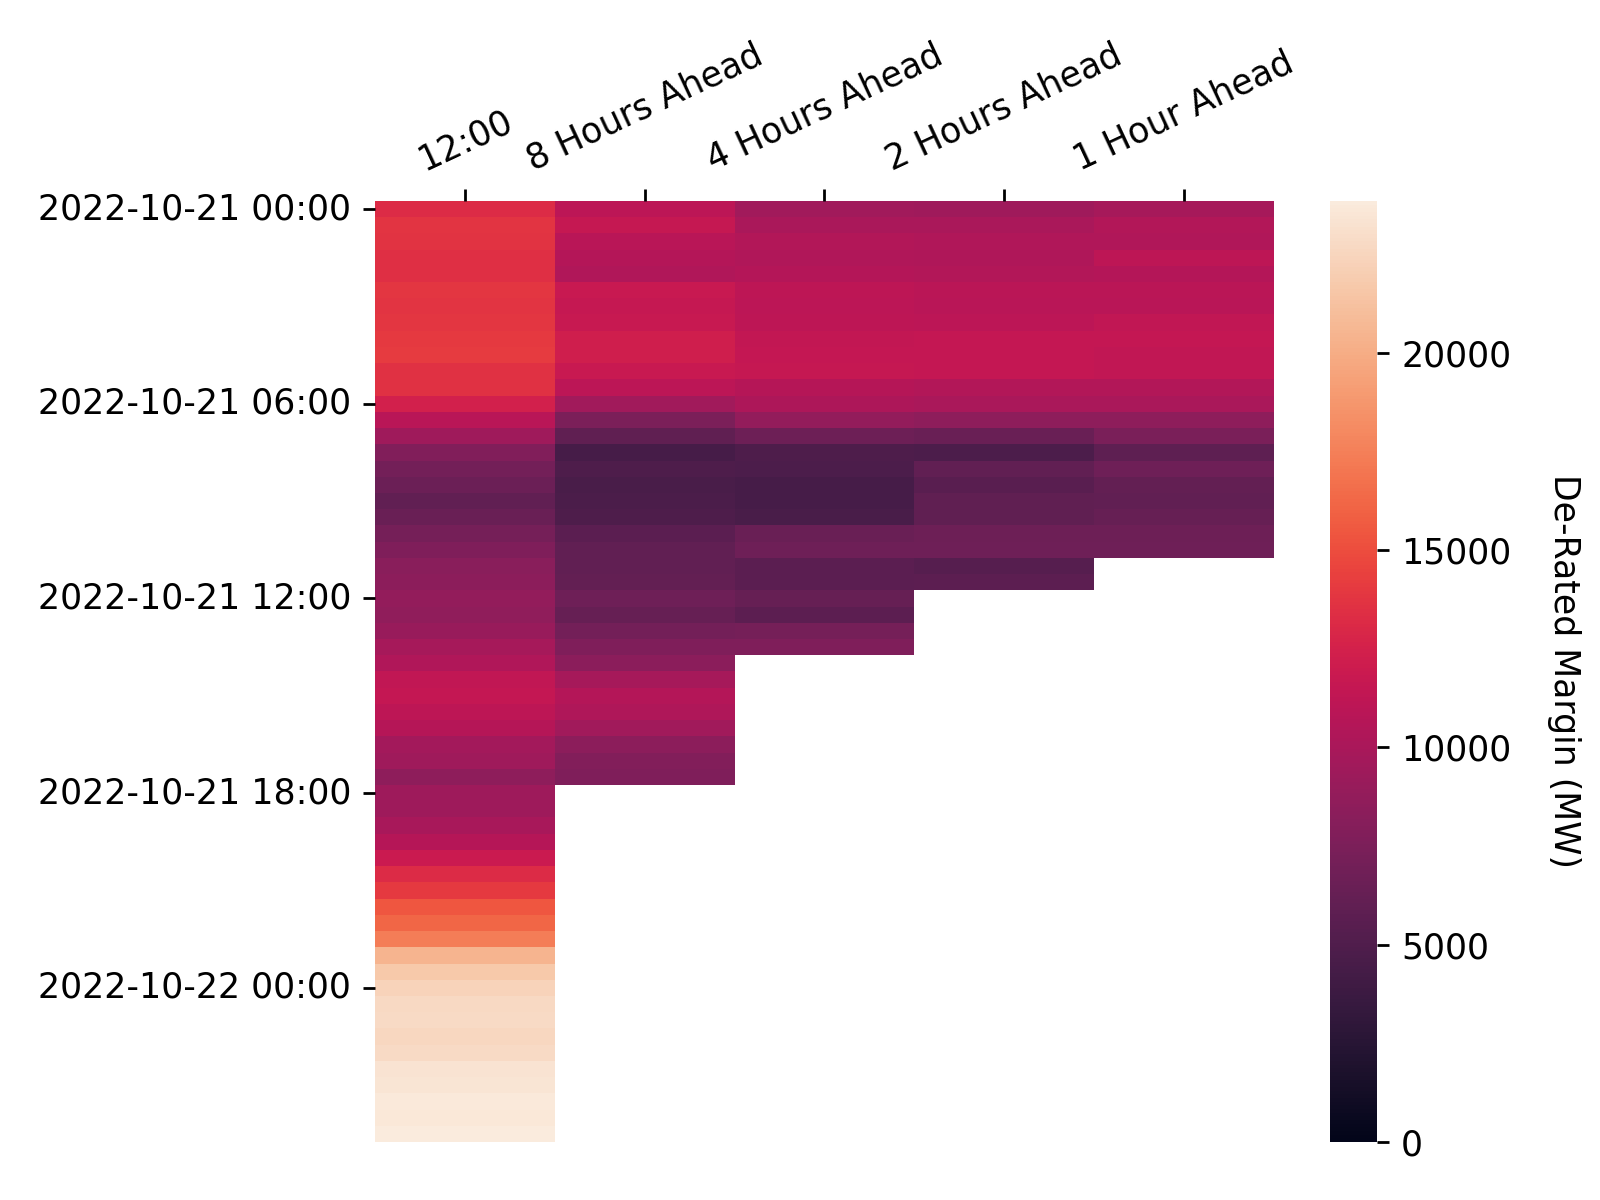 12:00
8 Hours Ahead
4 Hours Ahead
2 Hours Ahead
1 Hour Ahead
2022-10-21 00:00
2022-10-21 06:00
2022-10-21 12:00
2022-10-21 18:00
2022-10-22 00:00
20000
15000
10000
5000
0
De-Rated Margin (MW)